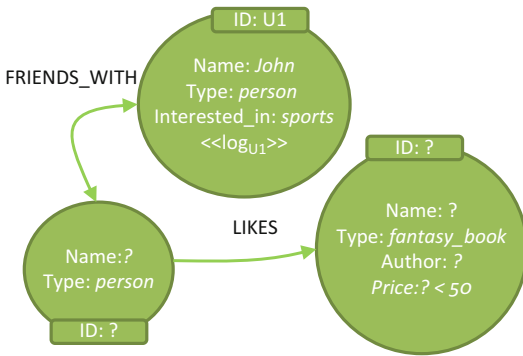 ID: U1
FRIENDS_WITH
Name: John
Type: person
Interested_in: sports
<<logU1>>
ID: ?
Name: ?
Type: fantasy_book
Author: ?
Price:? < 50
LIKES
Name:?
Type: person
ID: ?